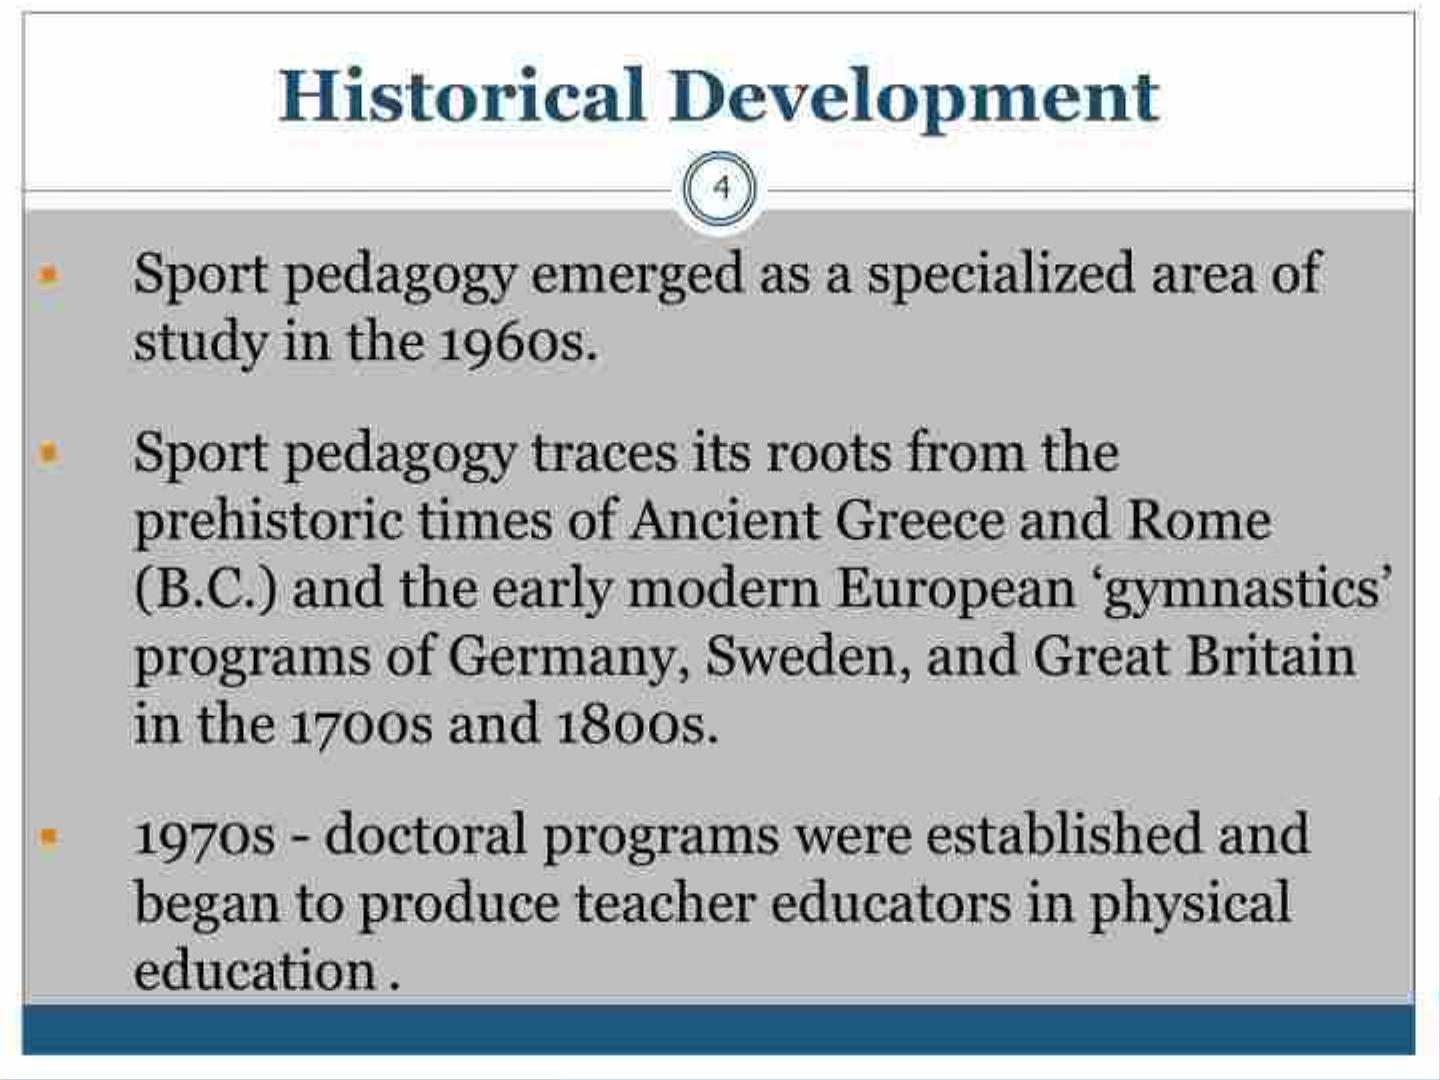 Historical Development
4
Sport pedagogy emerged as a specialized area of
study in the 1960s.
Sport pedagogy traces its roots from the
prehistoric times of Ancient Greece and Rome
(B.C.) and the early modern European ‘gymnastics’
programs of Germany, Sweden, and Great Britain
in the 1700s and 1800s.
1970s - doctoral programs were established and
began to produce teacher educators in physical
education .